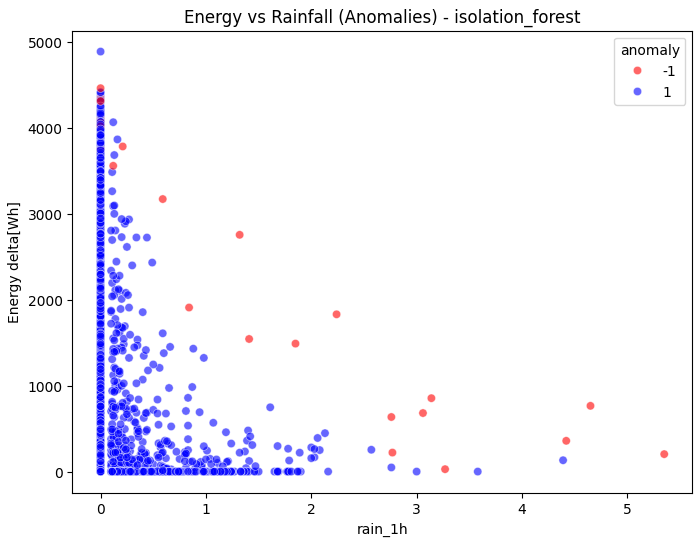 Energy vs Rainfall (Anomalies) - isolation_forest
anomaly
-1
1
Energy delta[Wh]
5000
4000
3000
2000
1000
0
0 1 2 3 4 5
rain_1h